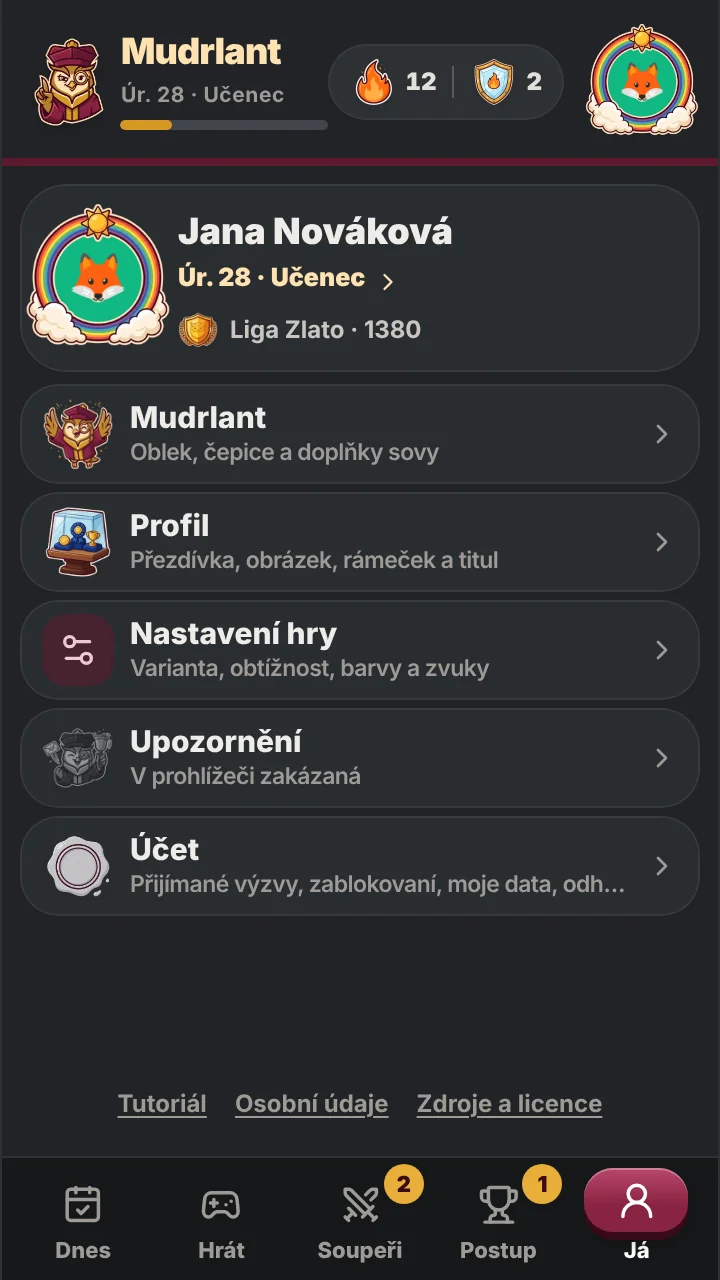 Mudrlant
Úr. 28 · Učenec
12
2
Jana Nováková
Úr. 28 · Učenec
Liga Zlato · 1380
Mudrlant
Oblek, čepice a doplňky sovy
Profil
Přezdívka, obrázek, rámeček a titul
Nastavení hry
Varianta, obtížnost, barvy a zvuky
Upozornění
V prohlížeči zakázaná
Účet
Přijímané výzvy, zablokovaní, moje data, odh...
Tutoriál Osobní údaje Zdroje a licence
2 1
Dnes Hrát Soupeři Postup Já